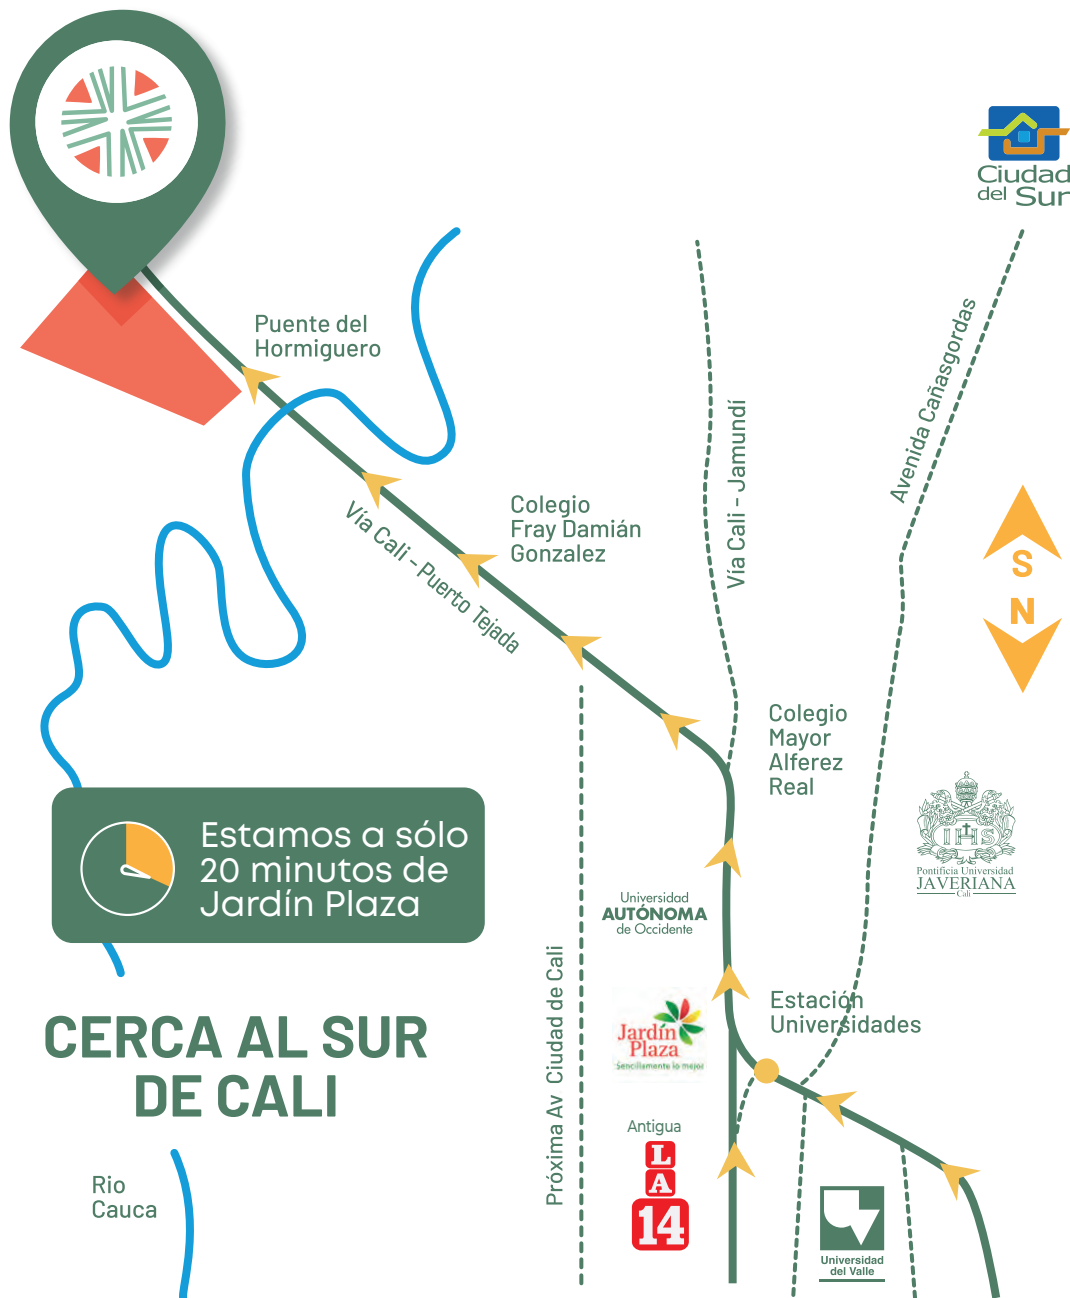 Ciudad
del Sur
Puente del
Hormiguero
Avenida Cañasgordas
Vía Cali - Jamundí
Colegio
Fray Damián
Gonzalez
Vía Cali - Puerto Tejada
S
N
Colegio
Mayor
Alferez
Real
IHS
Pontificia Universidad
JAVERIANA
Cali
Estamos a sólo
20 minutos de
Jardín Plaza
Universidad
AUTÓNOMA
de Occidente
Próxima Av Ciudad de Cali
Estación
Universidades
Jardín
Plaza
Sencillamente lo mejor
CERCA AL SUR
DE CALI
Antigua
LA
14
Rio
Cauca
Universidad
del Valle